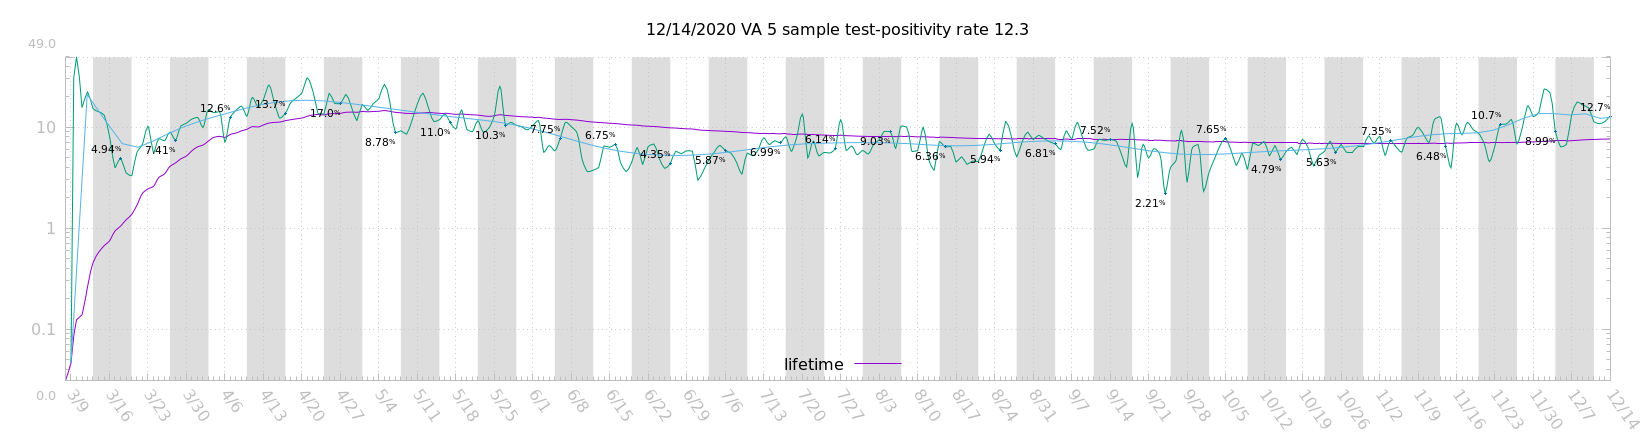 12/14/2020 VA 5 sample test-positivity rate 12.3
49.0
10
1
0.1
0.0
4.94% 7.41% 12.6% 13.7% 17.0% 8.78% 11.0% 10.3% 7.75% 6.75% 4.35% 5.87% 6.99% 6.14% 9.03% 6.36% 5.94% 6.81% 7.52% 2.21% 7.65% 4.79% 5.63% 7.35% 6.48% 10.7% 8.99% 12.7%
lifetime
3/9 3/16 3/23 3/30 4/6 4/13 4/20 4/27 5/4 5/11 5/18 5/25 6/1 6/8 6/15 6/22 6/29 7/6 7/13 7/20 7/27 8/3 8/10 8/17 8/24 8/31 9/7 9/14 9/21 9/28 10/5 10/12 10/19 10/26 11/2 11/9 11/16 11/23 11/30 12/7 12/14